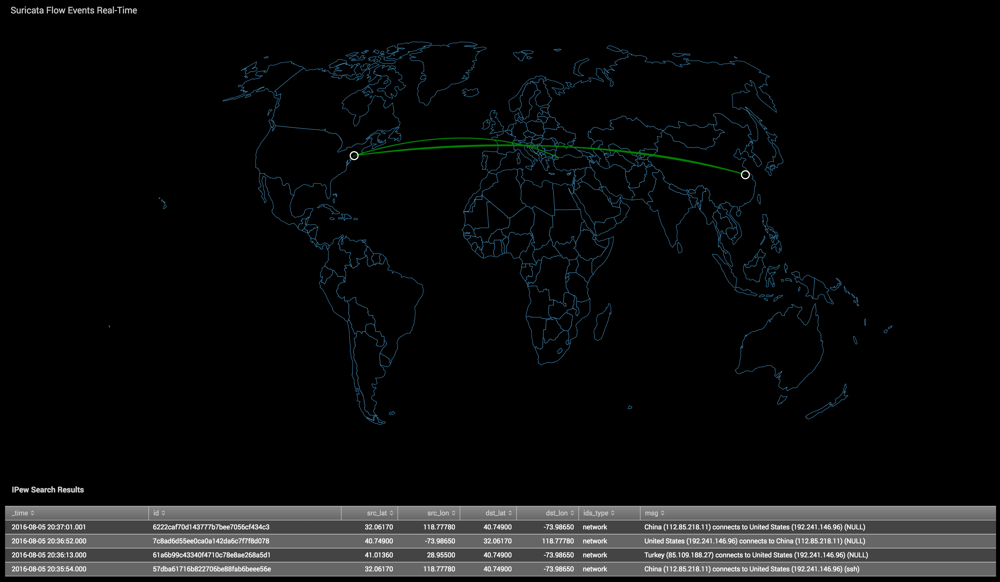 Suricata Flow Events Real-Time
IPew Search Results
_time id src_lat src_lon dst_lat dst_lon ids_type msg
2016-08-05 20:37:01.001 6222caf70d143777b7bee7056cf434c3 32.06170 118.77780 40.74900 -73.98650 network China (112.85.218.11) connects to United States (192.241.146.96) (NULL)
2016-08-05 20:36:52.000 7c8ad6d55ee0ca0a142da6c7f7f8d078 40.74900 -73.98650 32.06170 118.77780 network United States (192.241.146.96) connects to China (112.85.218.11) (NULL)
2016-08-05 20:36:13.000 61a6b99c43340f4710c78e8ae268a5d1 41.01360 28.95500 40.74900 -73.98650 network Turkey (85.109.188.27) connects to United States (192.241.146.96) (NULL)
2016-08-05 20:35:54.000 57dba61716b822706be88fab6beee56e 32.06170 118.77780 40.74900 -73.98650 network China (112.85.218.11) connects to United States (192.241.146.96) (ssh)